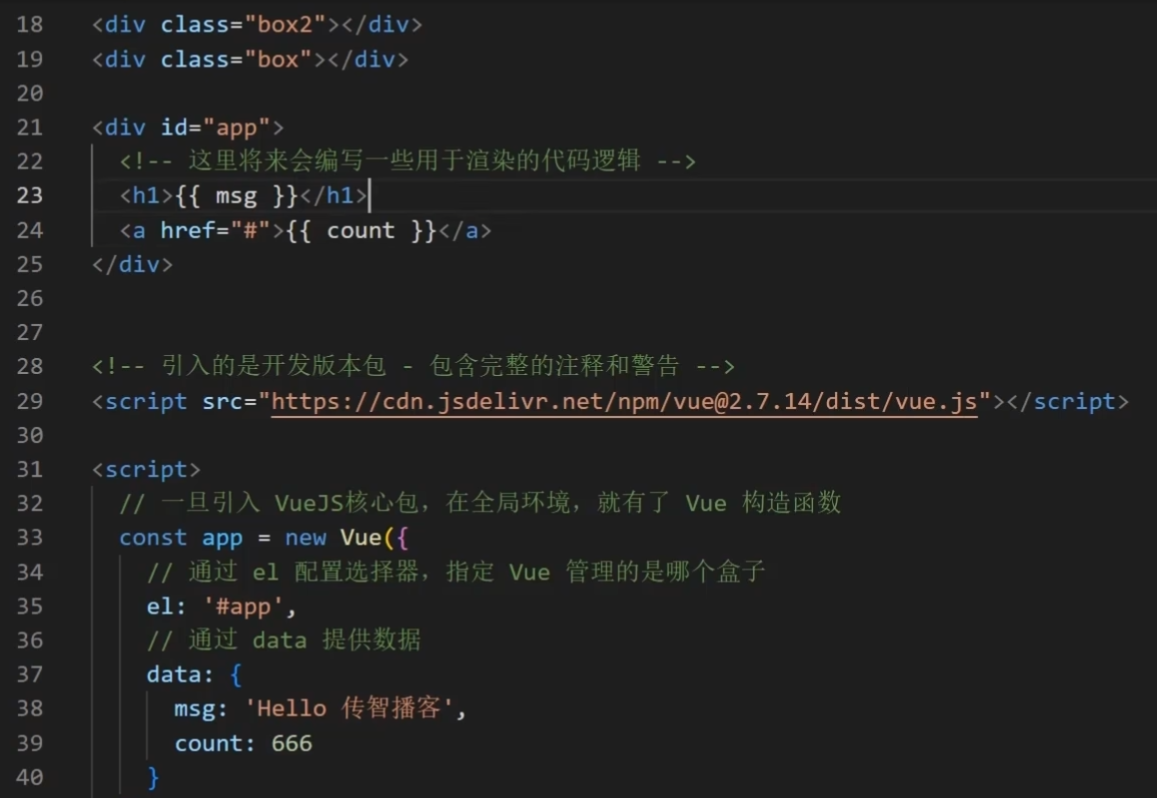 18 <div class="box2"></div>
19 <div class="box"></div>
20
21 <div id="app">
22 <!-- 这里将来会编写一些用于渲染的代码逻辑 -->
23 <h1>{{ msg }}</h1>
24 <a href="#">{{ count }}</a>
25 </div>
26
27
28 <!-- 引入的是开发版本包 - 包含完整的注释和警告 -->
29 <script src="https://cdn.jsdelivr.net/npm/vue@2.7.14/dist/vue.js"></script>
30
31 <script>
32 // 一旦引入 VueJS核心包，在全局环境，就有了 Vue 构造函数
33 const app = new Vue({
34 // 通过 el 配置选择器，指定 Vue 管理的是哪个盒子
35 el: '#app',
36 // 通过 data 提供数据
37 data: {
38 msg: 'Hello 传智播客',
39 count: 666
40 }